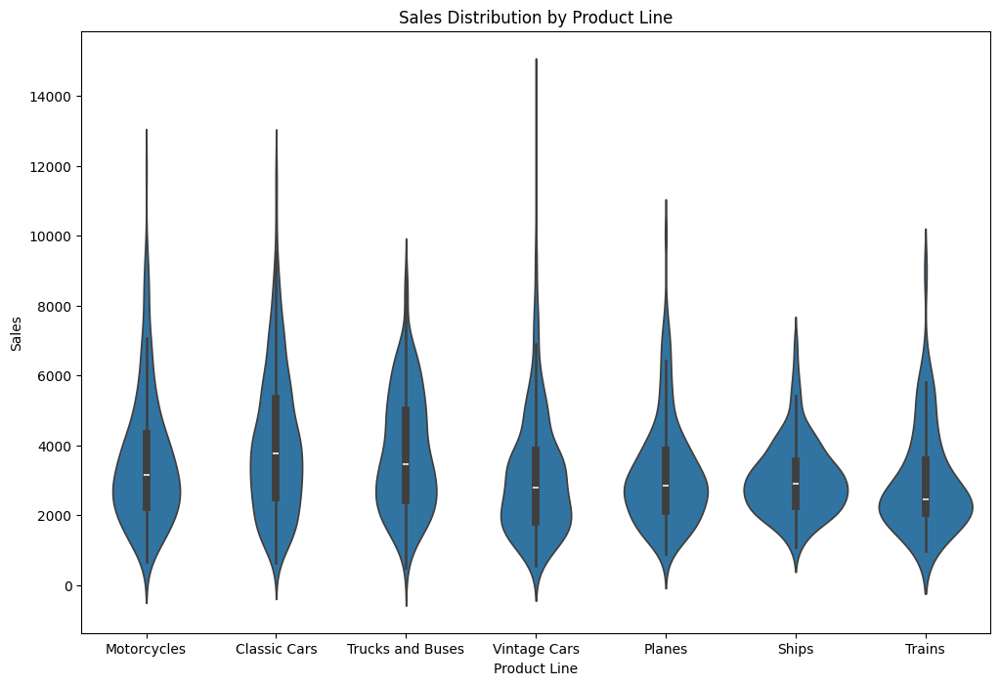 Sales Distribution by Product Line
Sales
14000
12000
10000
8000
6000
4000
2000
0
Motorcycles Classic Cars Trucks and Buses Vintage Cars Planes Ships Trains
Product Line